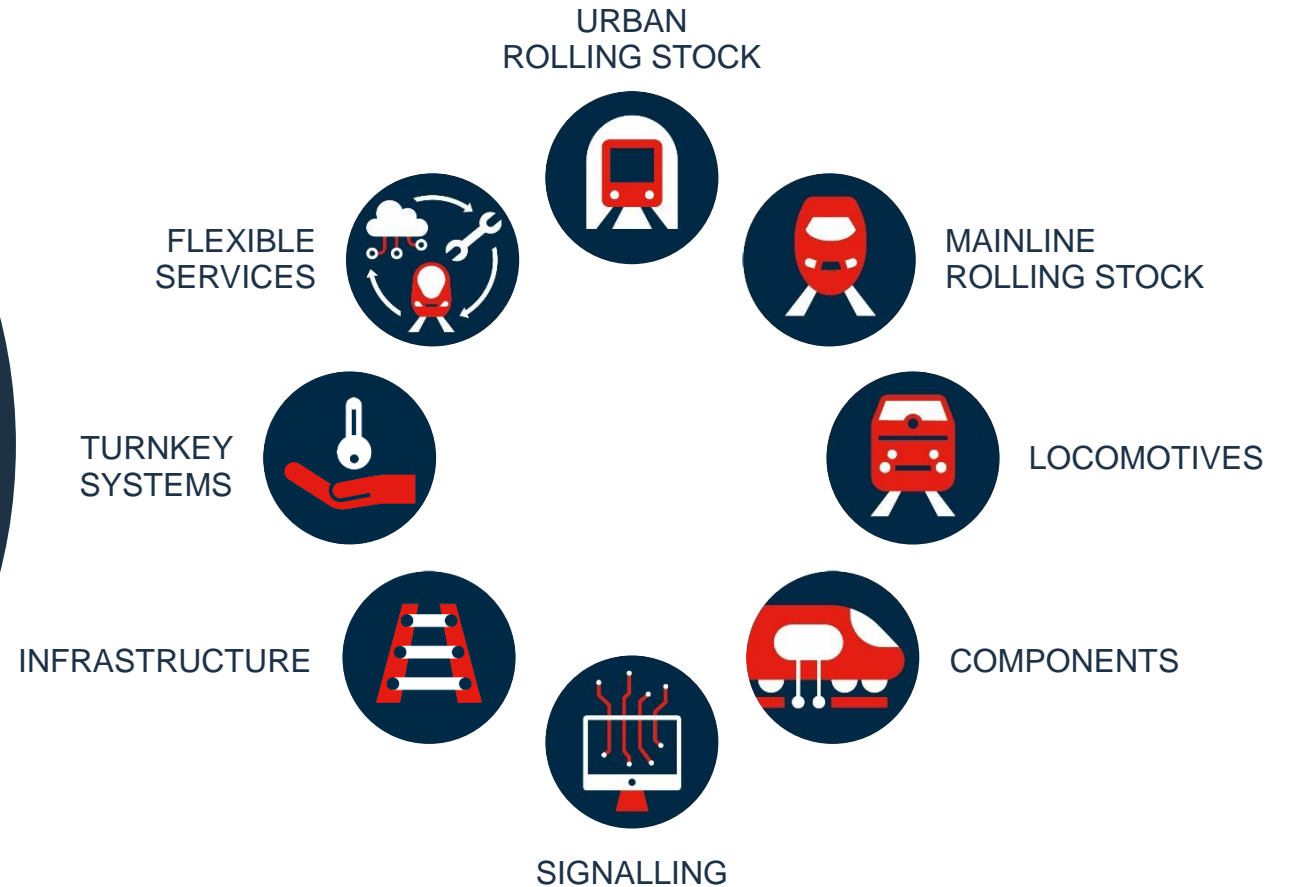 URBAN
ROLLING STOCK
FLEXIBLE
SERVICES
MAINLINE
ROLLING STOCK
TURNKEY
SYSTEMS
LOCOMOTIVES
INFRASTRUCTURE
COMPONENTS
SIGNALLING